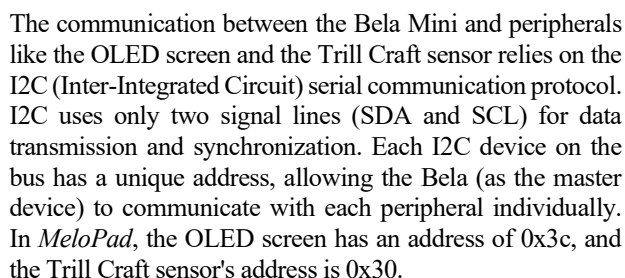 The communication between the Bela Mini and peripherals
like the OLED screen and the Trill Craft sensor relies on the
I2C (Inter-Integrated Circuit) serial communication protocol.
I2C uses only two signal lines (SDA and SCL) for data
transmission and synchronization. Each I2C device on the
bus has a unique address, allowing the Bela (as the master
device) to communicate with each peripheral individually.
In MeloPad, the OLED screen has an address of 0x3c, and
the Trill Craft sensor's address is 0x30.